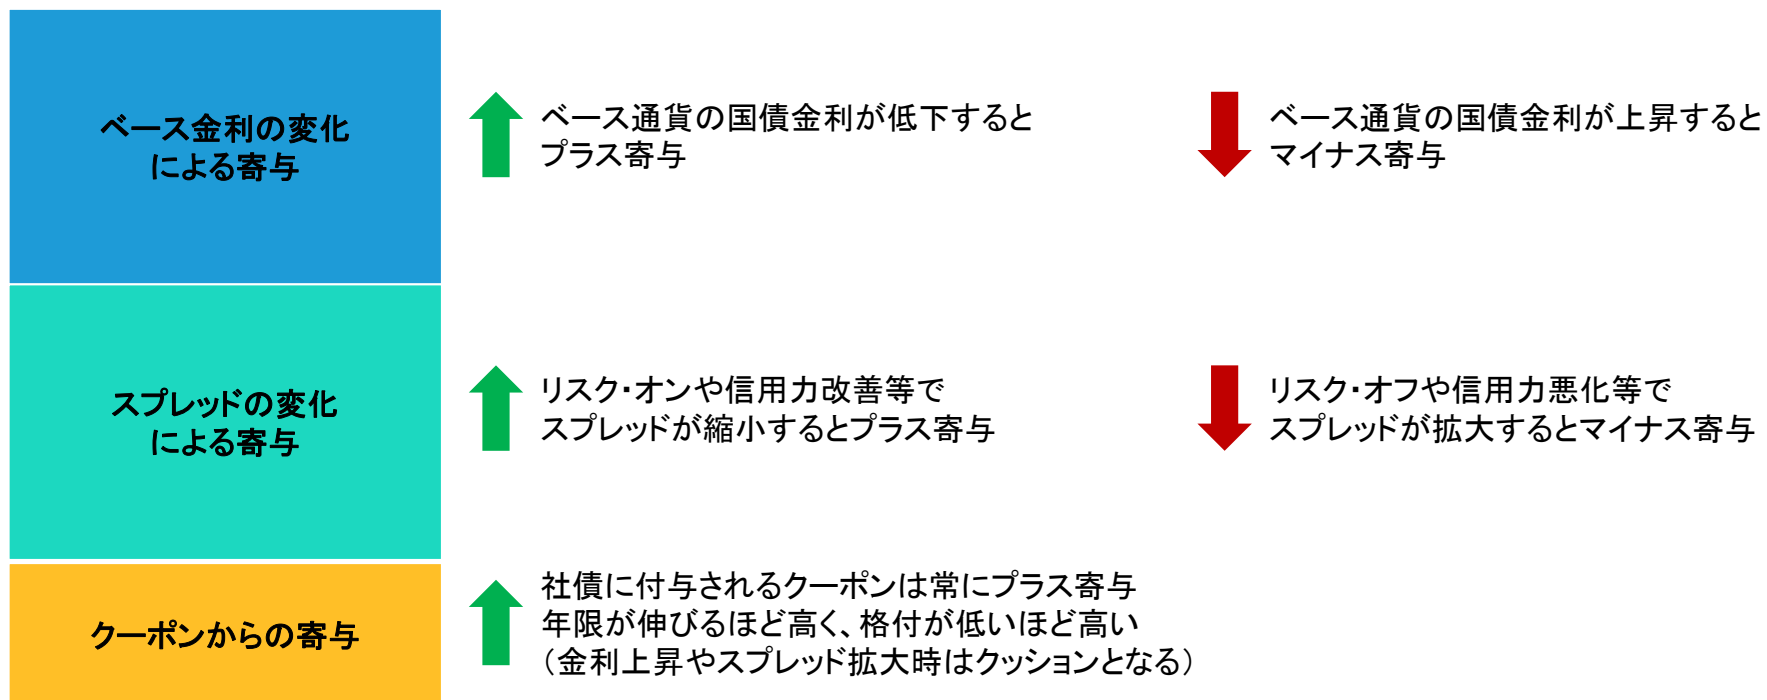 ベース金利の変化
による寄与
ベース通貨の国債金利が低下すると
プラス寄与
ベース通貨の国債金利が上昇すると
マイナス寄与
スプレッドの変化
による寄与
リスク・オンや信用力改善等で
スプレッドが縮小するとプラス寄与
リスク・オフや信用力悪化等で
スプレッドが拡大するとマイナス寄与
クーポンからの寄与
社債に付与されるクーポンは常にプラス寄与
年限が伸びるほど高く、格付が低いほど高い
（金利上昇やスプレッド拡大時はクッションとなる）